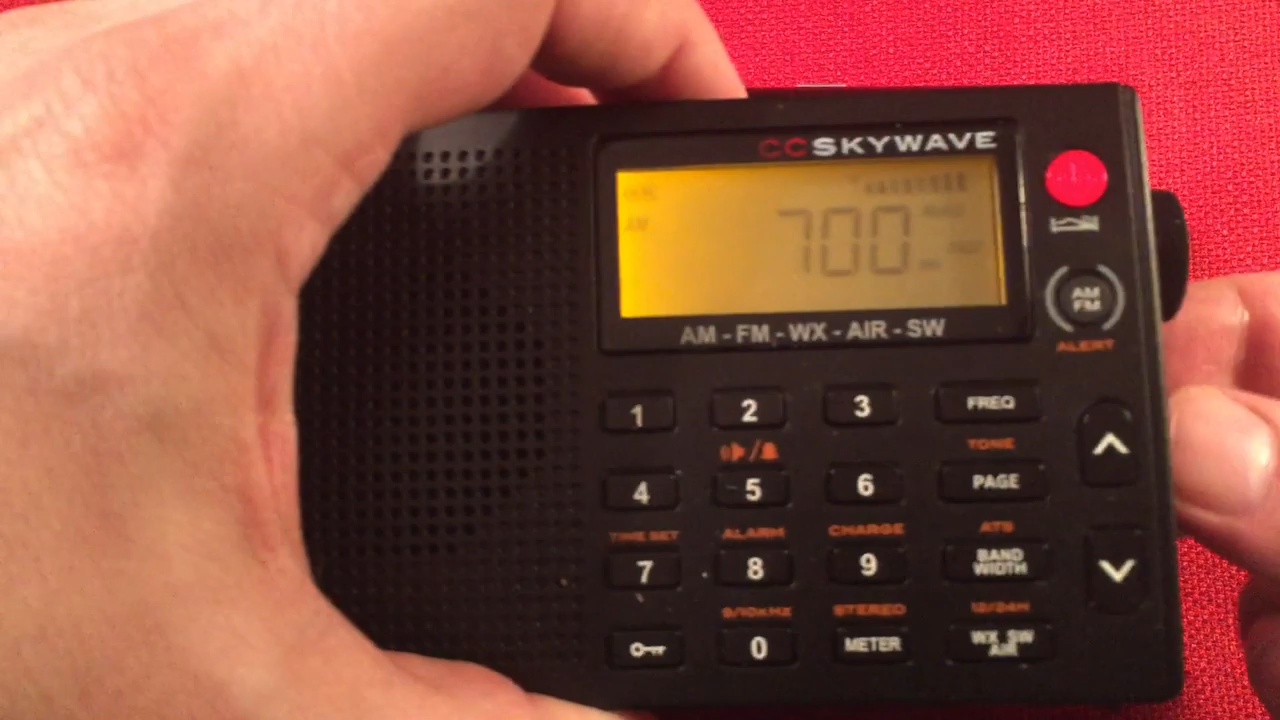 CCSKYWAVE
AM
700
AM - FM - WX - AIR - SW
AM
FM
ALERT
1 2 3 FREQ
TONE
4 5 6 PAGE
TIME SET ALARM CHARGE ATS
7 8 9 BAND
WIDTH
9/10KHZ STEREO 12/24H
0 METER WX SW
AIR